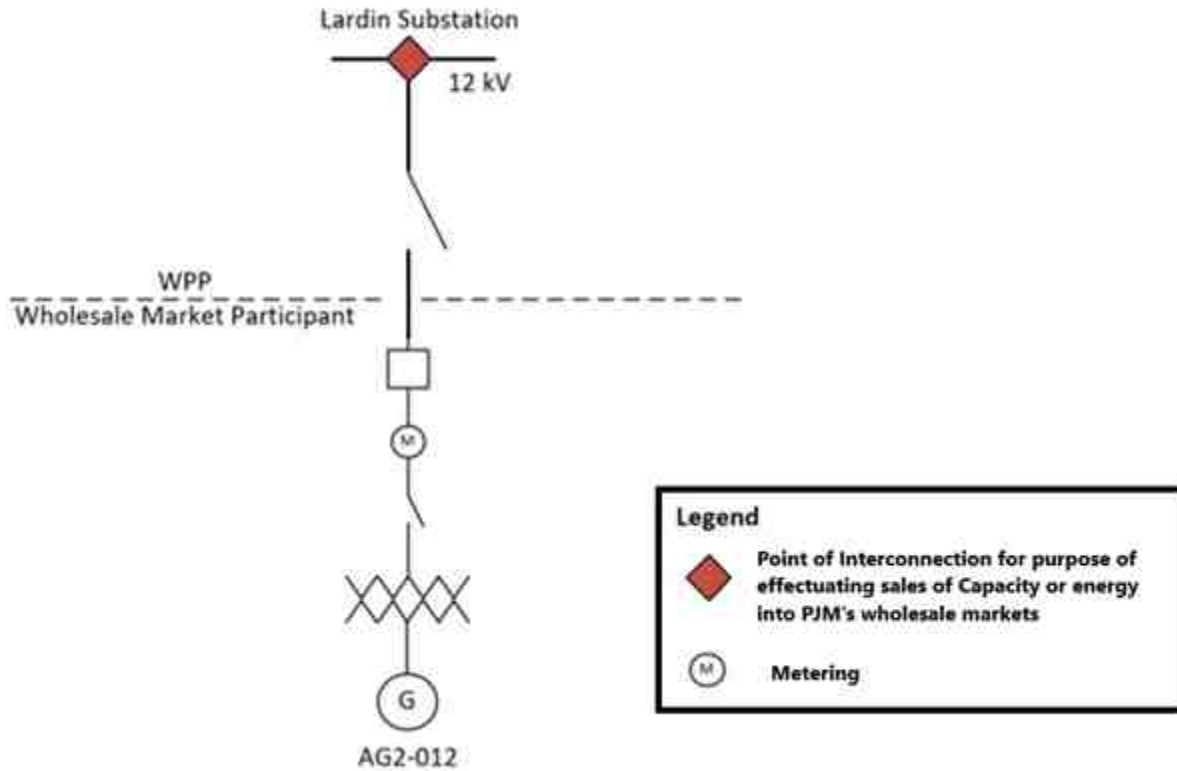 Lardin Substation
12 kV
WPP
Wholesale Market Participant
M
G
AG2-012
Legend
Point of Interconnection for purpose of
effectuating sales of Capacity or energy
into PJM's wholesale markets
M
Metering